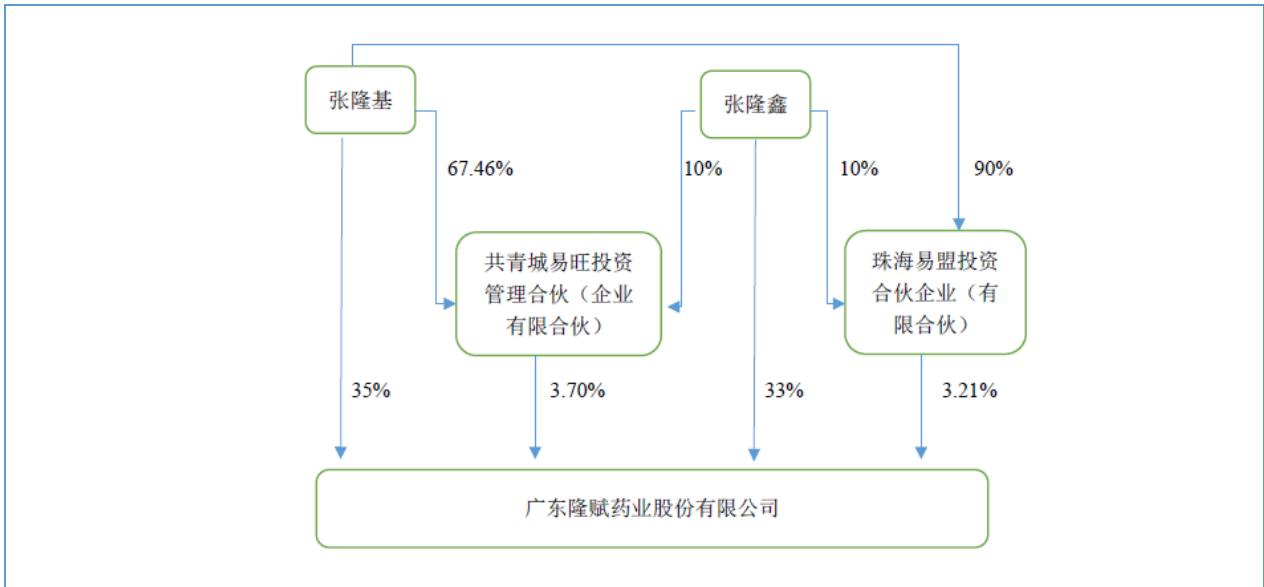 张隆基
张隆鑫
67.46%
10%
10%
90%
共青城易旺投资
管理合伙（企业
有限合伙）
珠海易盟投资
合伙企业（有
限合伙）
35%
3.70%
33%
3.21%
广东隆赋药业股份有限公司